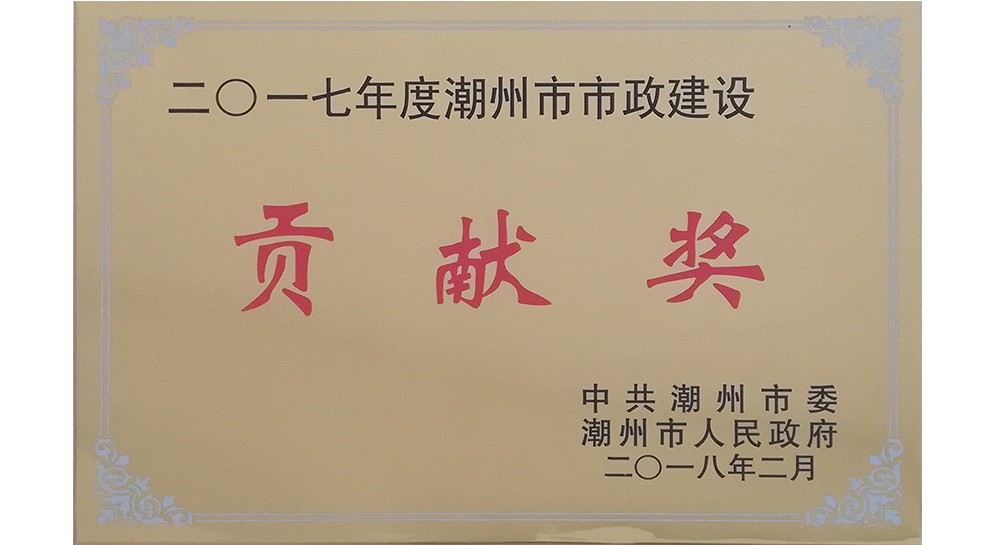 二〇一七年度潮州市市政建设
贡献奖
中共潮州市委
潮州市人民政府
二〇一八年二月